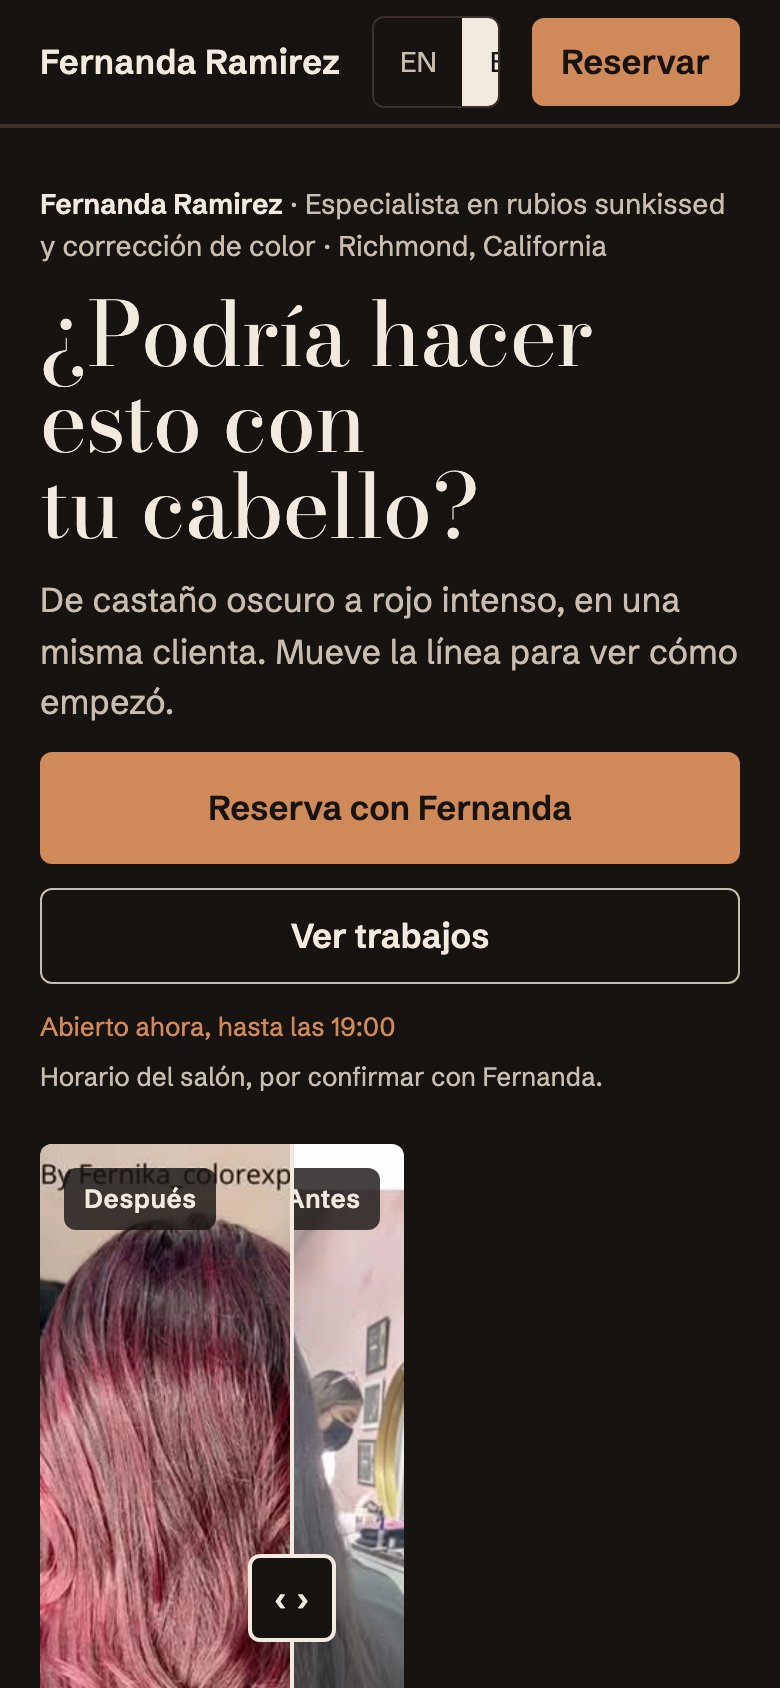 Fernanda Ramirez
EN
Reservar
Fernanda Ramirez · Especialista en rubios sunkissed
y corrección de color · Richmond, California
¿Podría hacer
esto con
tu cabello?
De castaño oscuro a rojo intenso, en una
misma clienta. Mueve la línea para ver cómo
empezó.
Reserva con Fernanda
Ver trabajos
Abierto ahora, hasta las 19:00
Horario del salón, por confirmar con Fernanda.
By Fernika_colorexp
Después
Antes